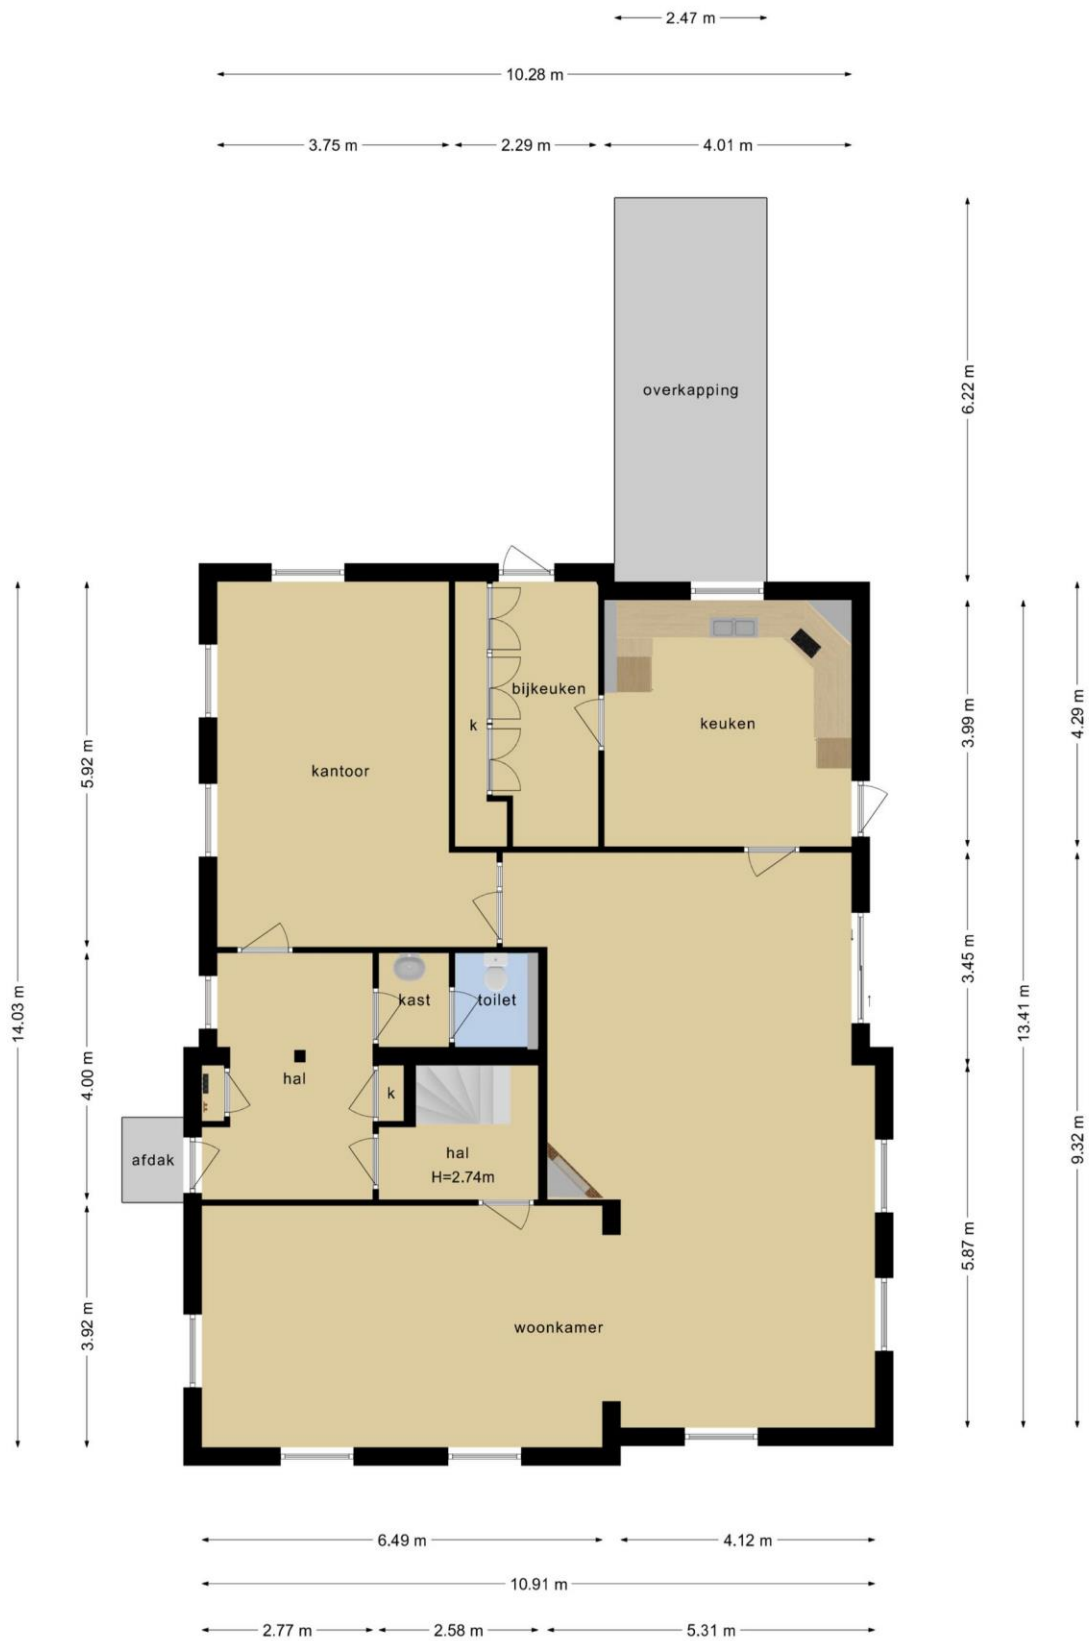 2.47 m
10.28 m
3.75 m
2.29 m
4.01 m
overkapping
6.22 m
bijkeuken
k
keuken
kantoor
5.92 m
3.99 m
4.29 m
kast
toilet
hal
k
hal
H=2.74m
afdak
14.03 m
4.00 m
3.45 m
13.41 m
9.32 m
5.87 m
3.92 m
woonkamer
6.49 m
4.12 m
10.91 m
2.77 m
2.58 m
5.31 m